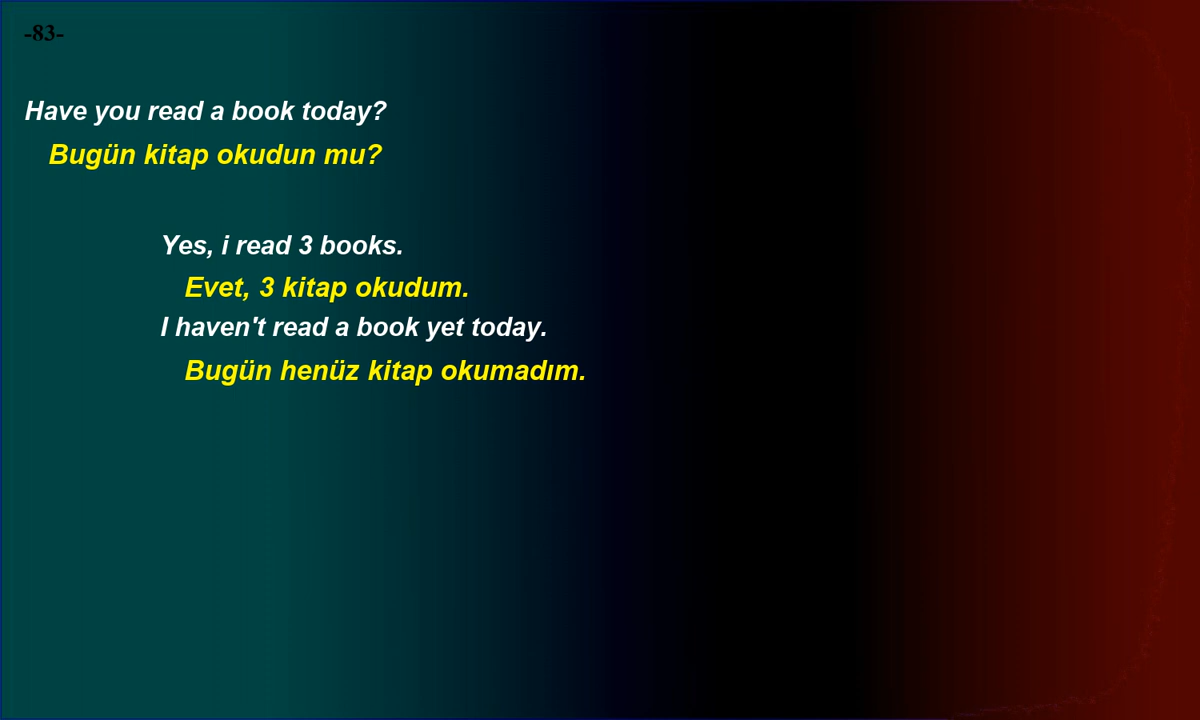 -83-
Have you read a book today?
Bugün kitap okudun mu?
Yes, i read 3 books.
Evet, 3 kitap okudum.
I haven't read a book yet today.
Bugün henüz kitap okumadım.